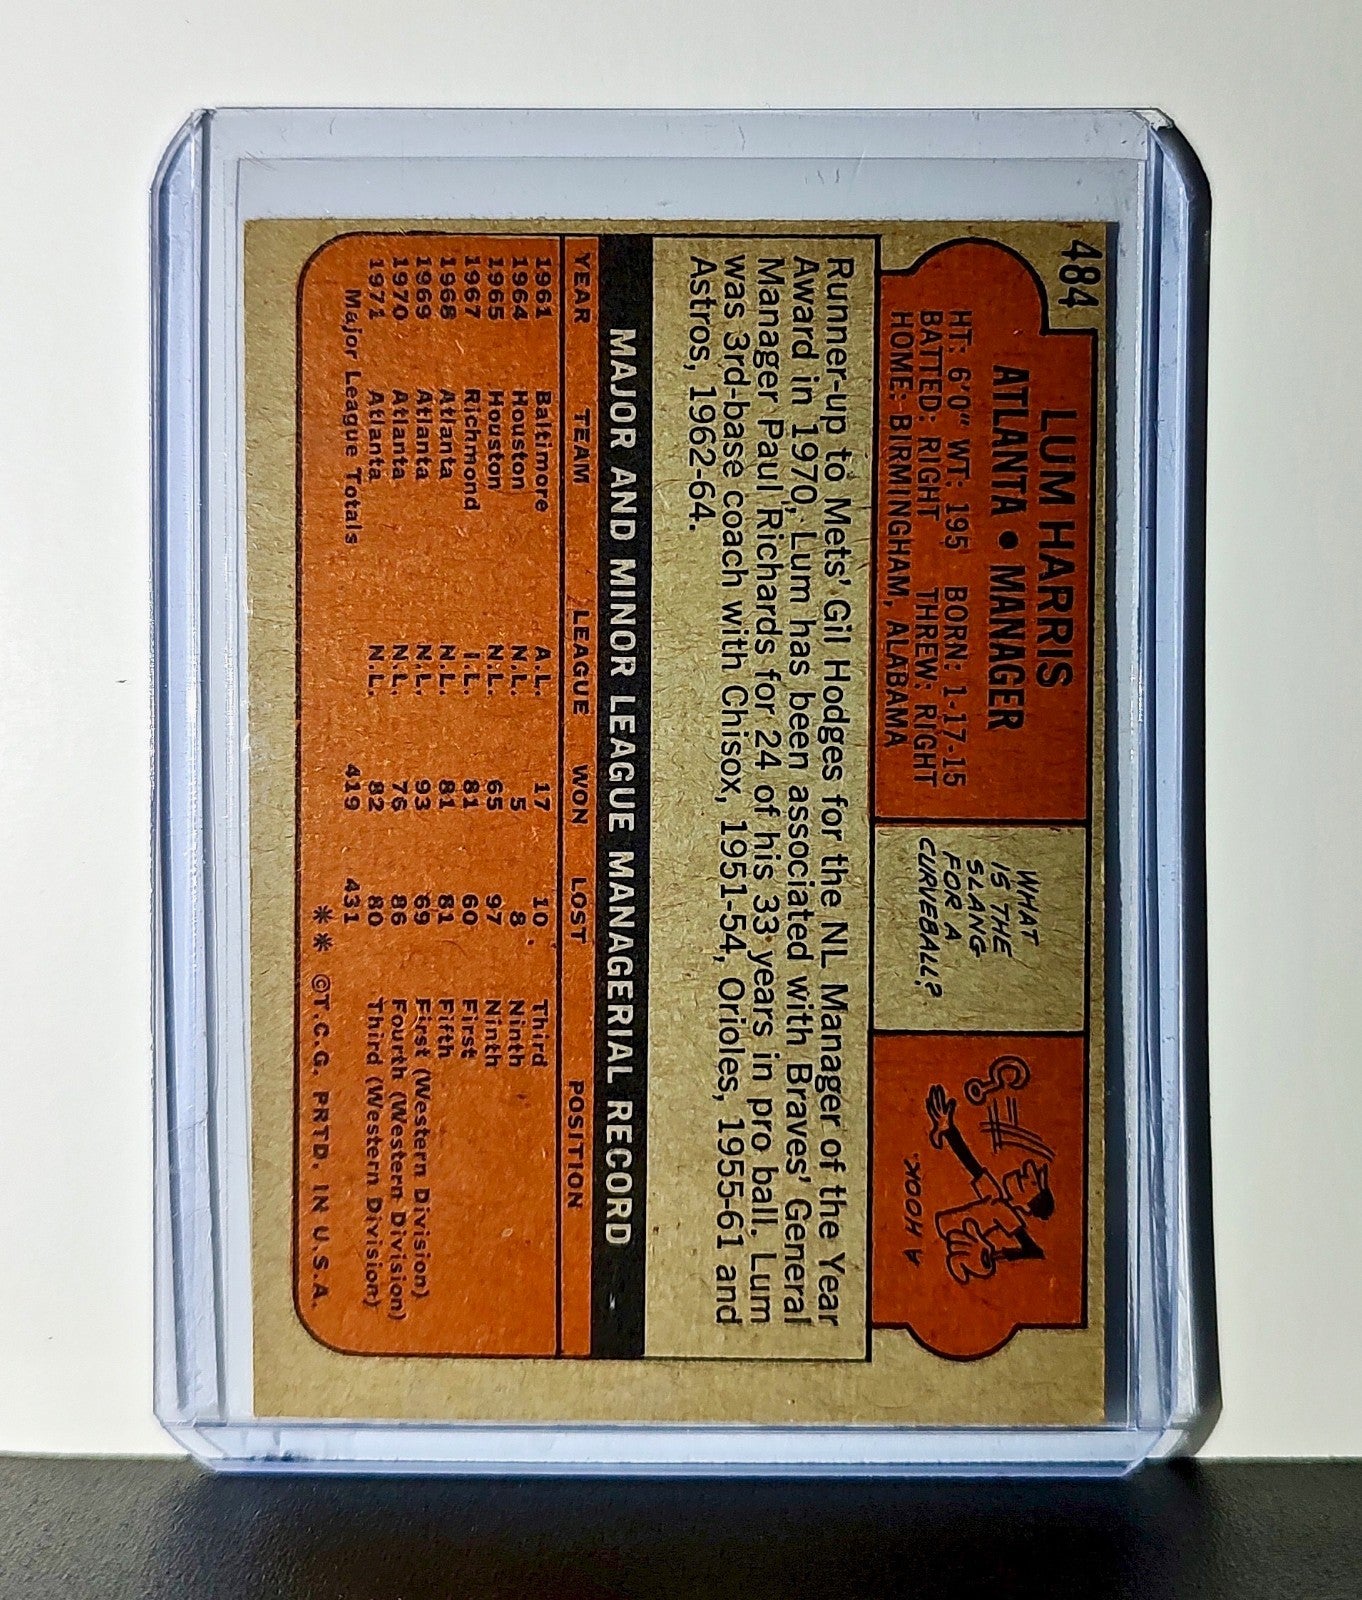 484
LUM HARRIS
ATLANTA • MANAGER
HT: 6'0" WT: 195 BORN: 1-17-15
BATTED: RIGHT THREW: RIGHT
HOME: BIRMINGHAM, ALABAMA
WHAT
IS THE
SLANG
FOR A
CURVEBALL?
A HOOK.
Runner-up to Mets' Gil Hodges for the NL Manager of the Year
Award in 1970, Lum has been associated with Braves' General
Manager Paul Richards for 24 of his 33 years in pro ball. Lum
was 3rd-base coach with Chisox, 1951-54, Orioles, 1955-61 and
Astros, 1962-64.
MAJOR AND MINOR LEAGUE MANAGERIAL RECORD
YEAR TEAM LEAGUE WON LOST POSITION
1961 Baltimore A.L. 17 10 Third
1964 Houston N.L. 5 8 Ninth
1965 Houston N.L. 65 97 Ninth
1967 Richmond I.L. 81 60 First
1968 Atlanta N.L. 81 81 Fifth
1969 Atlanta N.L. 93 69 First (Western Division)
1970 Atlanta N.L. 76 86 Fourth (Western Division)
1971 Atlanta N.L. 82 80 Third (Western Division)
Major League Totals 419 431
** ©T.C.G. PRTD. IN U.S.A.